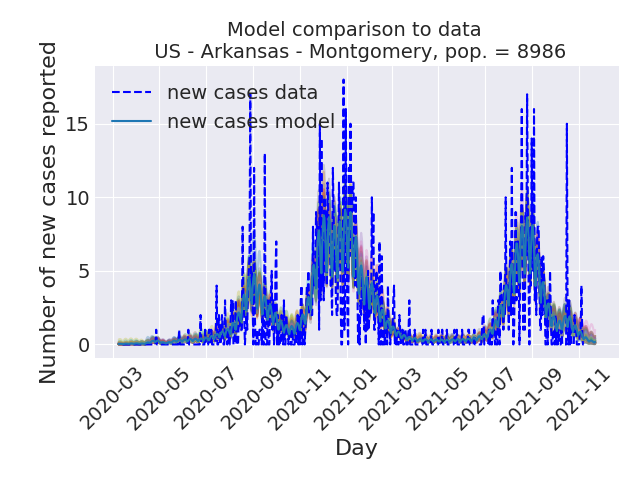 Model comparison to data
US - Arkansas - Montgomery, pop. = 8986
Number of new cases reported
new cases data
new cases model
15
10
5
0
2020-03
2020-05
2020-07
2020-09
2020-11
2021-01
2021-03
2021-05
2021-07
2021-09
2021-11
Day